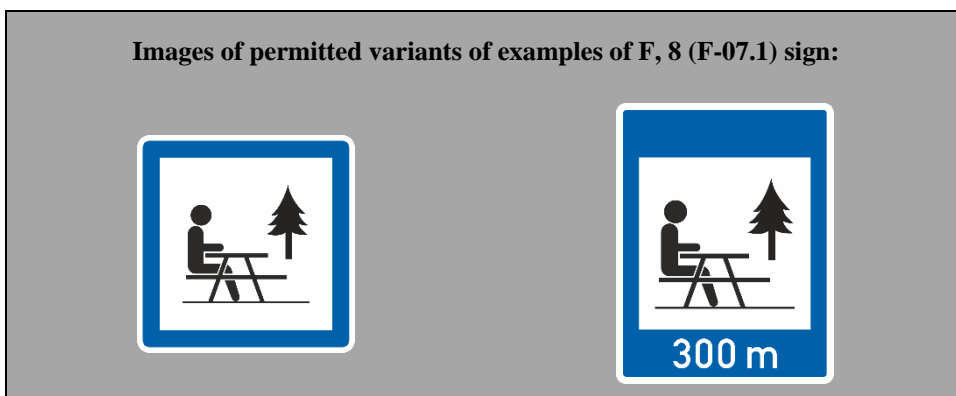 Images of permitted variants of examples of F, 8 (F-07.1) sign:
300 m